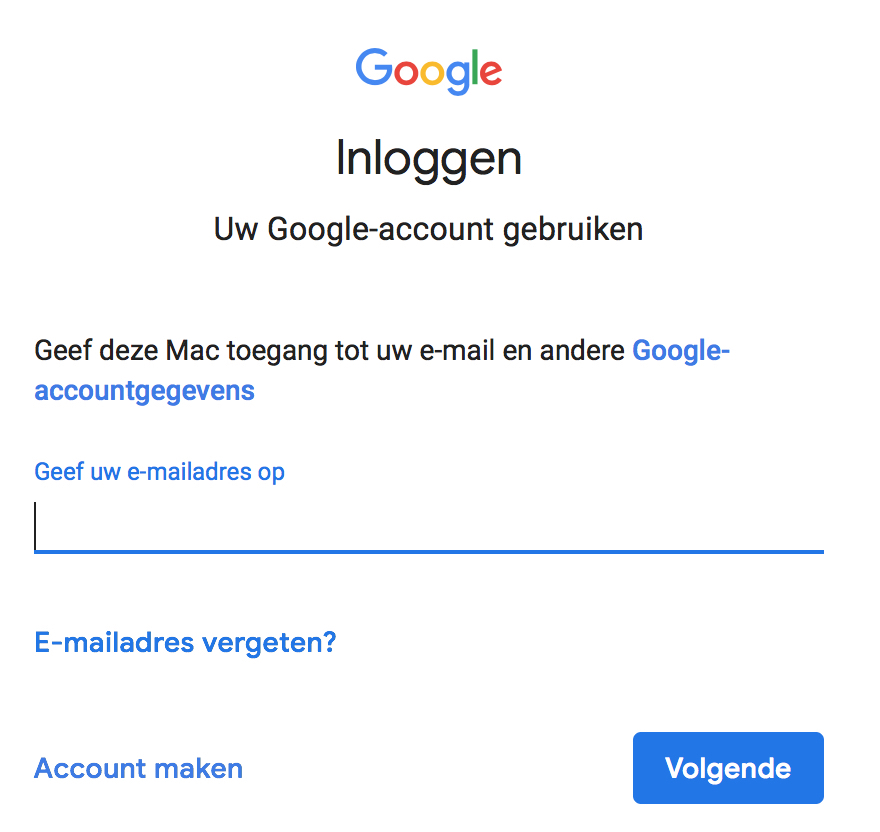 Google
Inloggen
Uw Google-account gebruiken
Geef deze Mac toegang tot uw e-mail en andere Google-
accountgegevens
Geef uw e-mailadres op
E-mailadres vergeten?
Account maken
Volgende